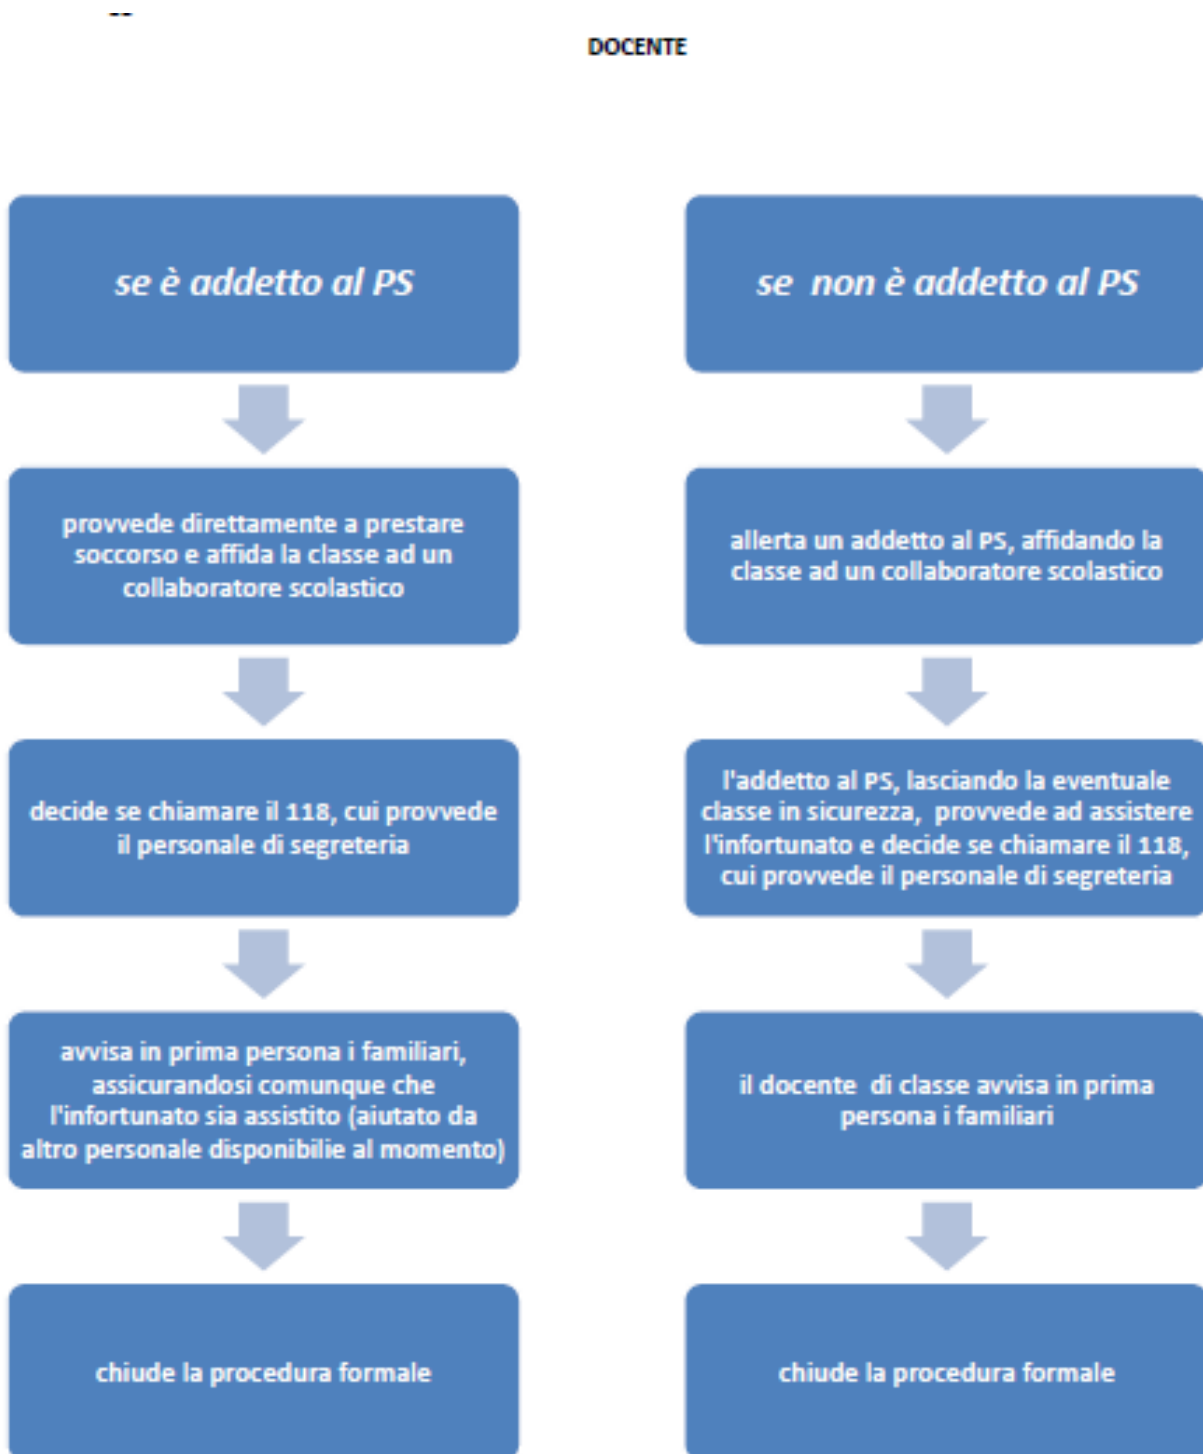 DOCENTE
se è addetto al PS
provvede direttamente a prestare
soccorso e affida la classe ad un
collaboratore scolastico
decide se chiamare il 118, cui provvede
il personale di segreteria
avvisa in prima persona i familiari,
assicurandosi comunque che
l'infortunato sia assistito (aiutato da
altro personale disponibilie al momento)
chiude la procedura formale
se non è addetto al PS
allerta un addetto al PS, affidando la
classe ad un collaboratore scolastico
l'addetto al PS, lasciando la eventuale
classe in sicurezza, provvede ad assistere
l'infortunato e decide se chiamare il 118,
cui provvede il personale di segreteria
il docente di classe avvisa in prima
persona i familiari
chiude la procedura formale